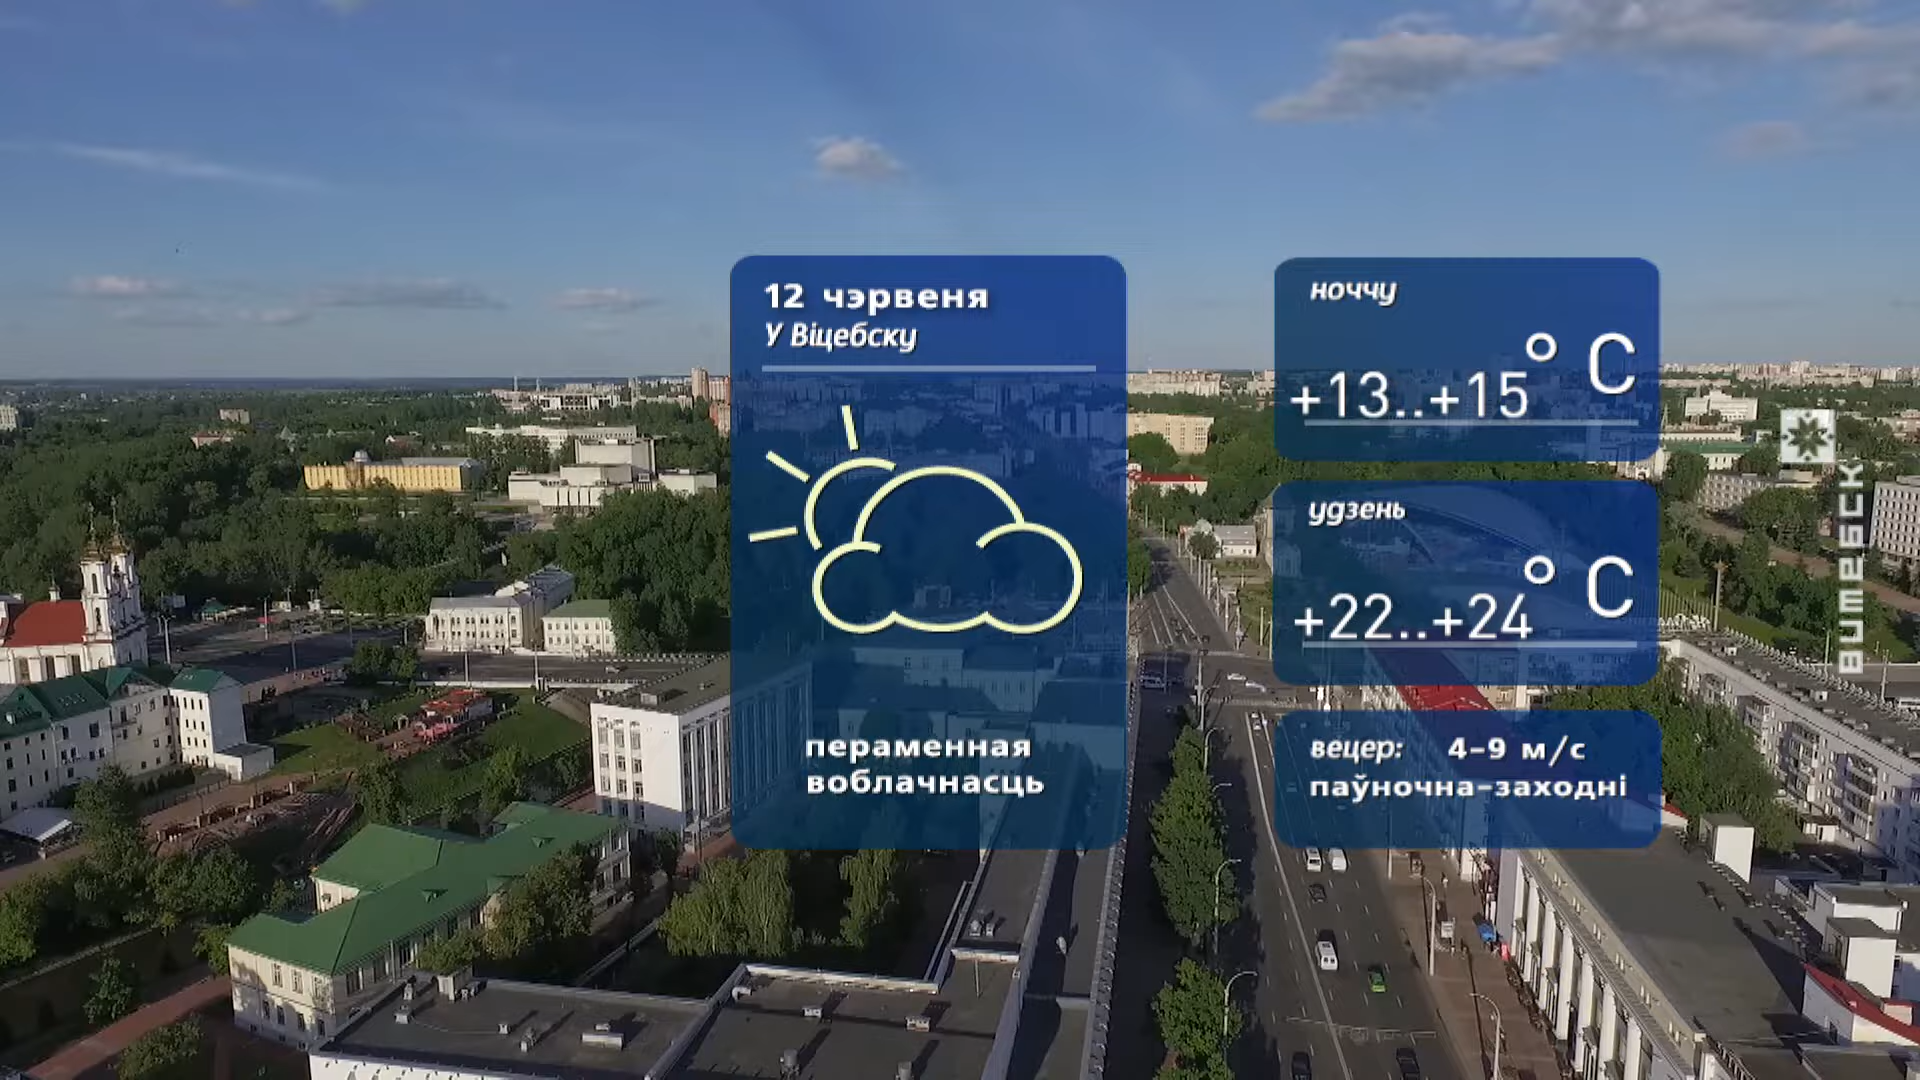 12 чэрвеня
У Віцебску
пераменная
воблачнасць
ноччу
+13..+15° C
удзень
+22..+24° C
вецер: 4-9 м/с
паўночна-заходні
витебск